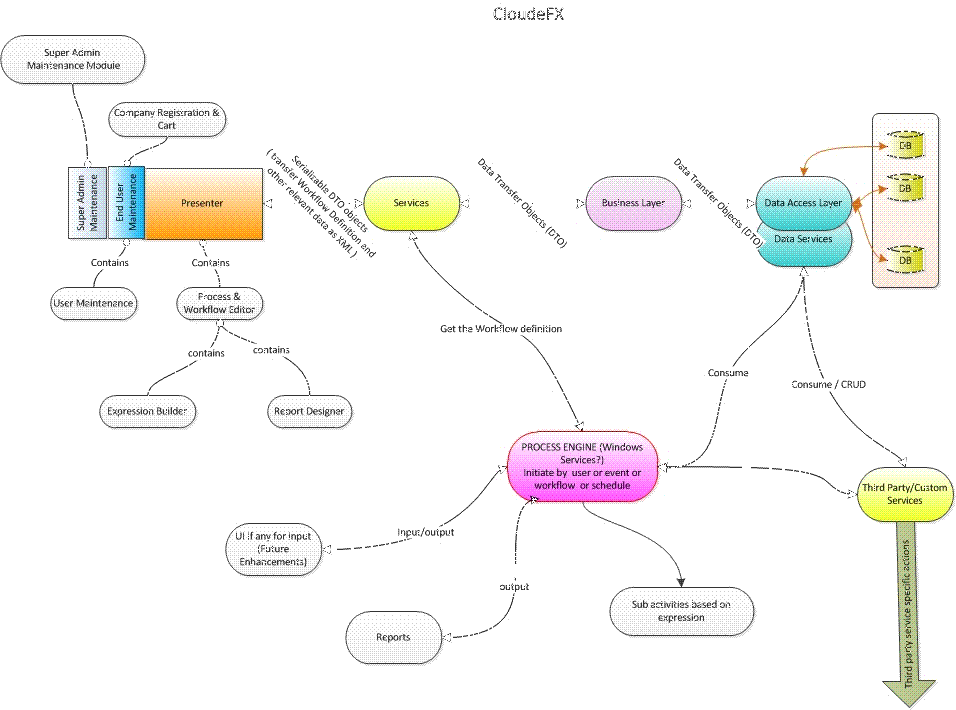 CloudeFX
Super Admin
Maintenance Module
Company Registration &
Cart
Super Admin
Maintenance
End User
Maintenance
Presenter
Serializable DTO objects
( transfer Workflow Definition and
other relevant data as XML )
Services
Data Transfer Objects (DTO)
Business Layer
Data Transfer Objects (DTO)
Data Access Layer
Data Services
DB
DB
DB
Contains
Contains
User Maintenance
Process &
Workflow Editor
contains
contains
Expression Builder
Report Designer
Get the Workflow definition
Consume
Consume / CRUD
PROCESS ENGINE (Windows
Services?)
Initiate by user or event or
workflow or schedule
Third Party/Custom
Services
Input/output
UI if any for input
(Future
Enhancements)
output
Reports
Sub activities based on
expression
Third party service specific actions